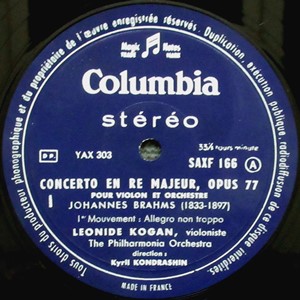 Tous droits du producteur phonographique et du propriétaire de l'œuvre enregistrée réservés. Duplication, exécution publique, radiodiffusion de ce disque interdites.
Magic Notes
TRADE MARK
Columbia
stéréo
33⅓ tours minute
YAX 303
SAXF 166 A
CONCERTO EN RE MAJEUR, OPUS 77
POUR VIOLON ET ORCHESTRE
I
JOHANNES BRAHMS (1833-1897)
1er Mouvement : Allegro non troppo
LEONIDE KOGAN, violoniste
The Philharmonia Orchestra
direction :
Kyril KONDRASHIN
MADE IN FRANCE